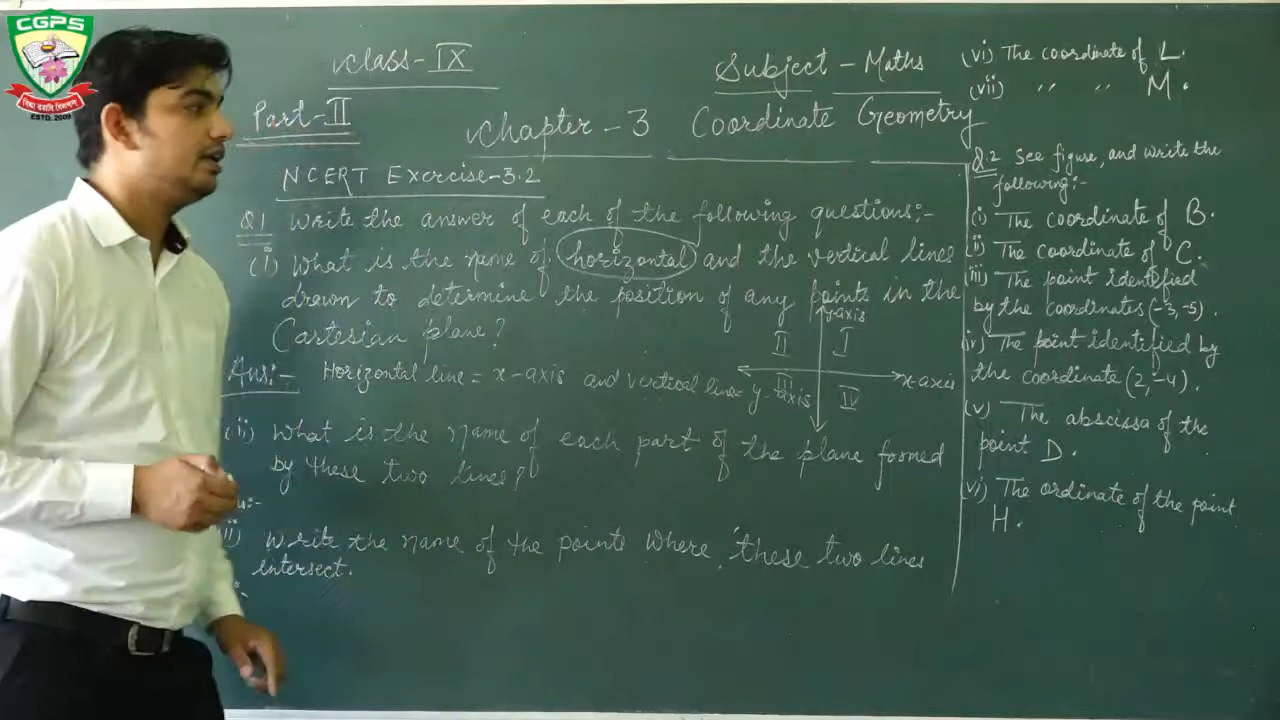 CGPS
विद्या ददाति विनयम्
ESTD. 2009
Class-IX
Subject - Maths
Part-II
Chapter - 3 Coordinate Geometry
NCERT Exercise-3.2
Q1 Write the answer of each of the following questions:-
(i) What is the name of horizontal and the vertical lines
drawn to determine the position of any points in the
Cartesian plane?
y-axis
II I
III IV
x-axis
Ans:- Horizontal line = x-axis and vertical line = y-axis
(ii) What is the name of each part of the plane formed
by these two lines?
ii) Write the name of the points where these two lines
intersect.
(vi) The coordinate of L.
(vii) " " M.
Q.2 See figure, and write the
following:-
(i) The coordinate of B.
(ii) The coordinate of C.
(iii) The point identified
by the coordinates (-3,-5).
(iv) The point identified by
the coordinate (2,-4).
(v) The abscissa of the
point D.
(vi) The ordinate of the point
H.